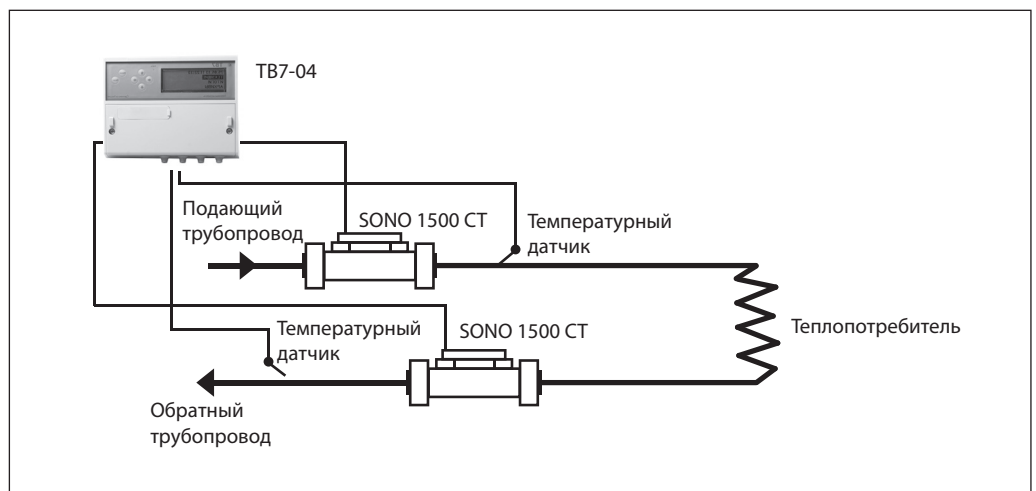 ТВ7-04
Подающий
трубопровод
SONO 1500 CT
Температурный
датчик
Температурный
датчик
SONO 1500 CT
Теплопотребитель
Обратный
трубопровод